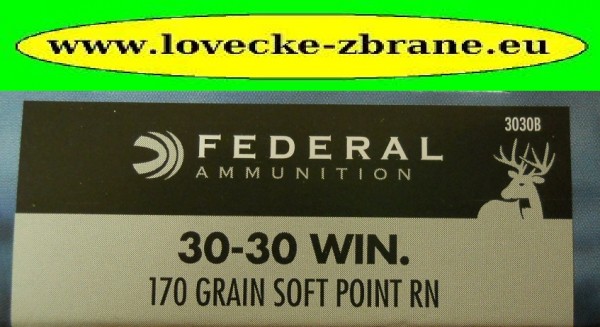 www.lovecke-zbrane.eu
3030B
FEDERAL
AMMUNITION
30-30 WIN.
170 GRAIN SOFT POINT RN